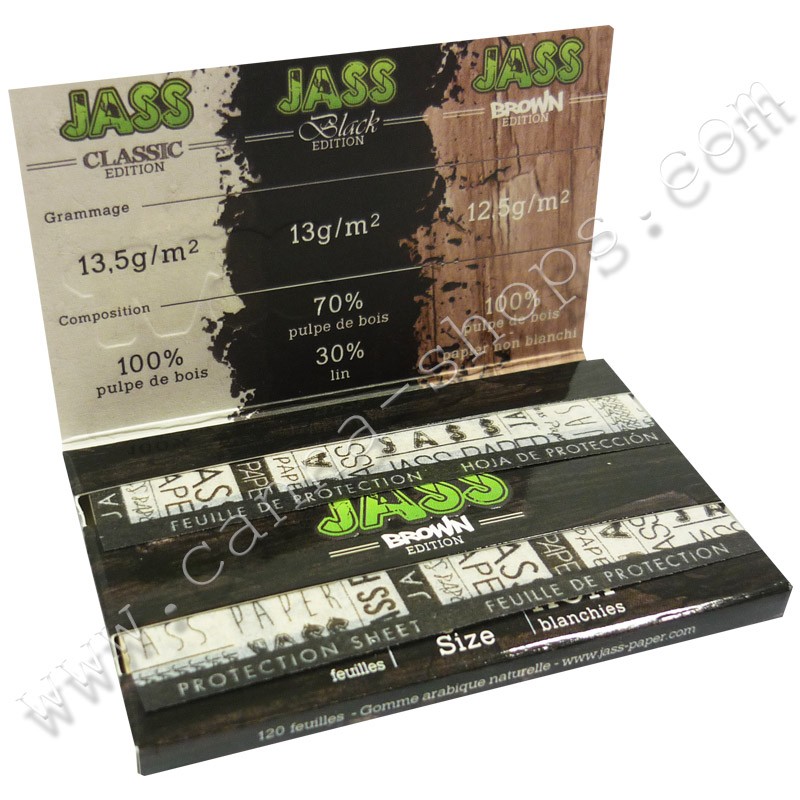 JASS
CLASSIC
EDITION
JASS
Black
EDITION
JASS
BROWN
EDITION
Grammage
13,5g/m²
13g/m²
12,5g/m²
Composition
100%
pulpe de bois
70%
pulpe de bois
30%
lin
100%
pulpe de bois
papier non blanchi
JASS PAPER
FEUILLE DE PROTECTION HOJA DE PROTECCIÓN
JASS
BROWN
EDITION
JASS PAPER
PROTECTION SHEET FEUILLE DE PROTECTION
feuilles
Size
blanchies
120 feuilles - Gomme arabique naturelle - www.jass-paper.com
www.canna-shops.com